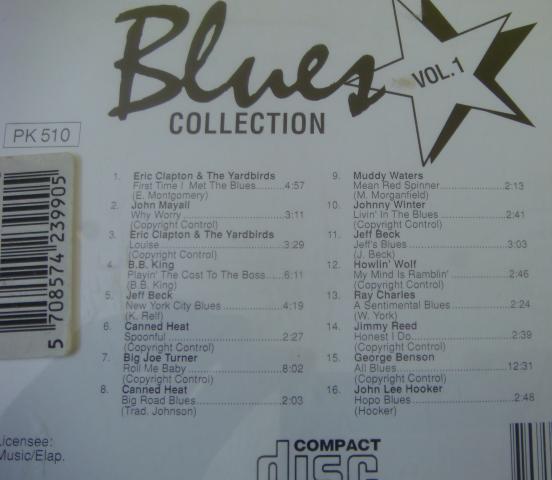 Blues
COLLECTION
VOL.1
PK 510
5 708574 239905
1. Eric Clapton & The Yardbirds
First Time I Met The Blues........4:57
(E. Montgomery)
2. John Mayall
Why Worry................................3:11
(Copyright Control)
3. Eric Clapton & The Yardbirds
Louise......................................3:29
(Copyright Control)
4. B.B. King
Playin' The Cost To The Boss.....6:11
(B.B. King)
5. Jeff Beck
New York City Blues..................4:19
(K. Relf)
6. Canned Heat
Spoonful..................................2:27
(Copyright Control)
7. Big Joe Turner
Roll Me Baby............................8:02
(Copyright Control)
8. Canned Heat
Big Road Blues.........................2:03
(Trad. Johnson)
9. Muddy Waters
Mean Red Spinner....................2:13
(M. Morganfield)
10. Johnny Winter
Livin' In The Blues....................2:41
(Copyright Control)
11. Jeff Beck
Jeff's Blues..............................3:03
(J. Beck)
12. Howlin' Wolf
My Mind Is Ramblin'..................2:46
(Copyright Control)
13. Ray Charles
A Sentimental Blues..................2:24
(W. York)
14. Jimmy Reed
Honest I Do..............................2:39
(Copyright Control)
15. George Benson
All Blues.................................12:31
(Copyright Control)
16. John Lee Hooker
Hopo Blues...............................2:48
(Hooker)
Licensee:
Music/Elap.
COMPACT
disc